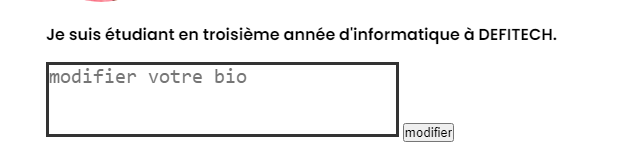 Je suis étudiant en troisième année d'informatique à DEFITECH.
modifier votre bio
modifier